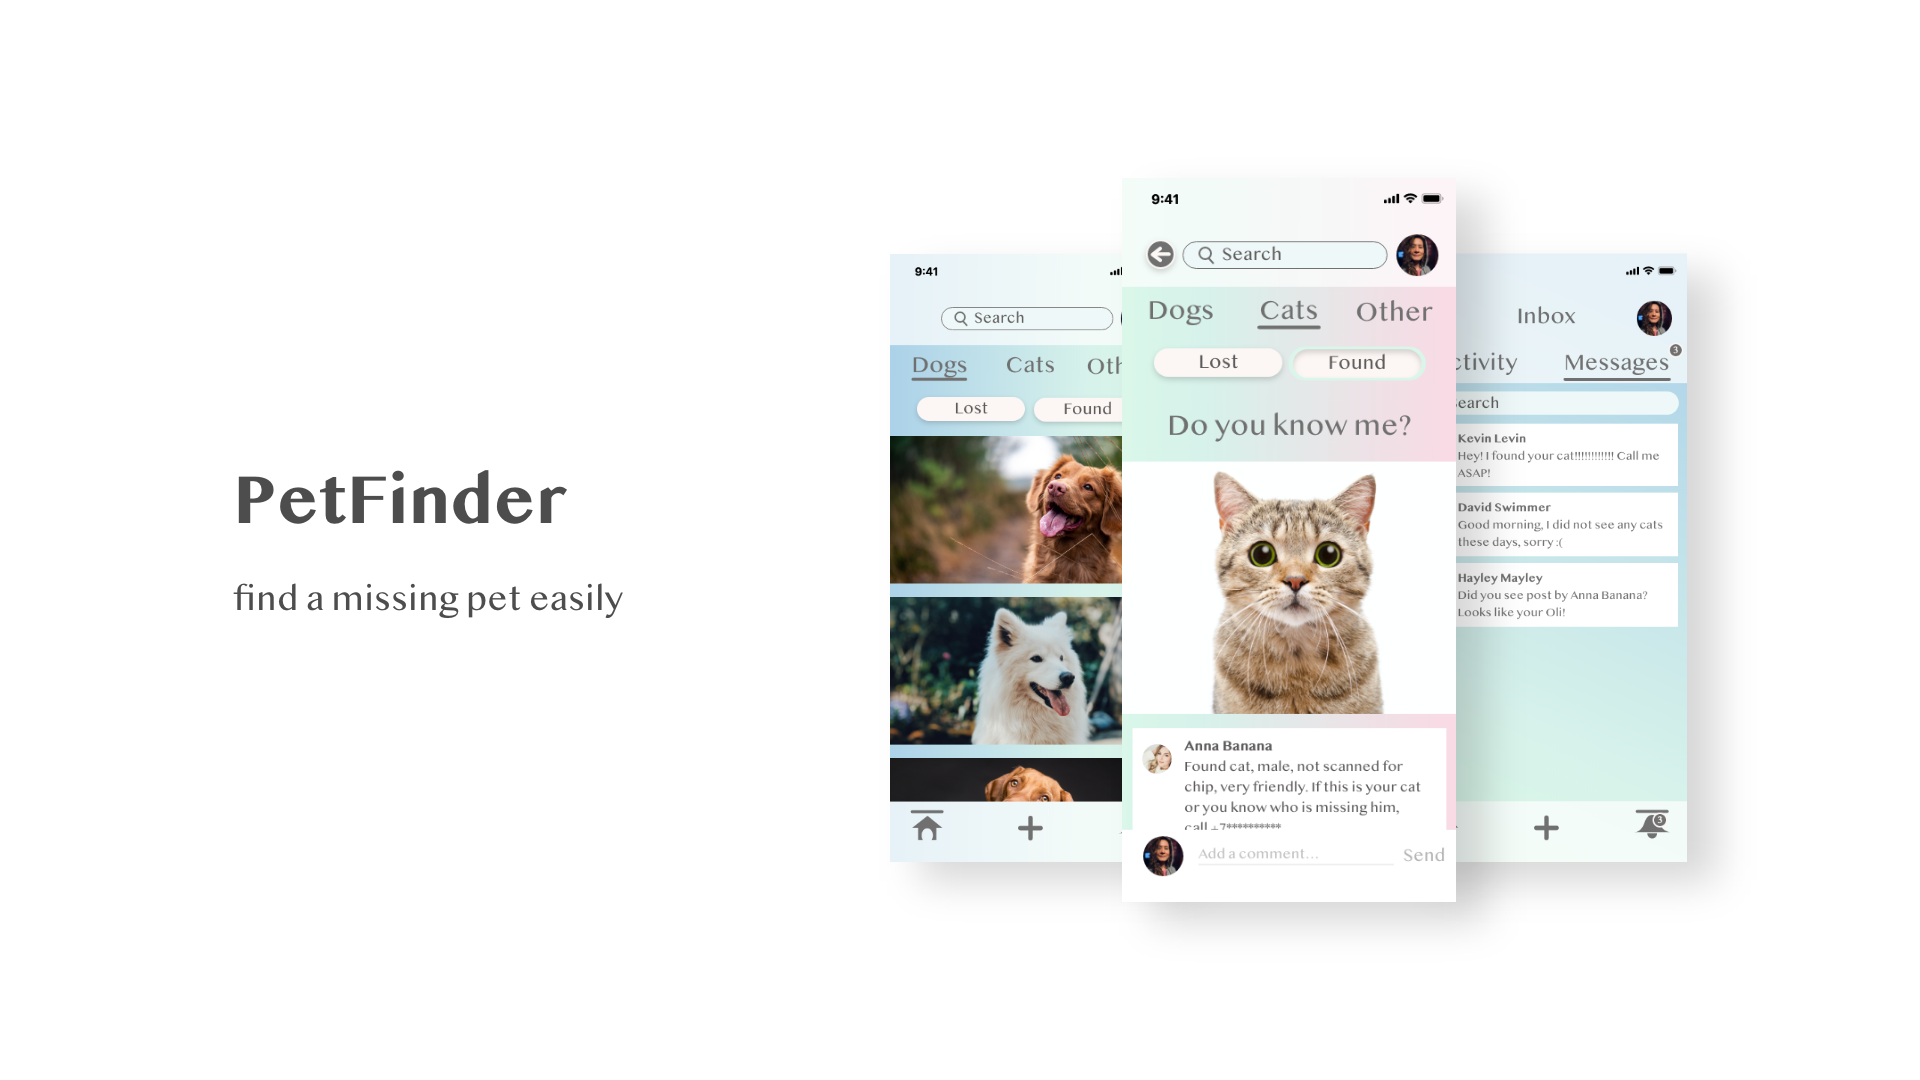 PetFinder
find a missing pet easily
9:41
Search
Dogs Cats Oth
Lost Found
9:41
Search
Dogs Cats Other
Lost Found
Do you know me?
Anna Banana
Found cat, male, not scanned for
chip, very friendly. If this is your cat
or you know who is missing him,
call +7**********
Add a comment... Send
Inbox
ctivity Messages 3
earch
Kevin Levin
Hey! I found your cat!!!!!!!!!!!! Call me
ASAP!
David Swimmer
Good morning, I did not see any cats
these days, sorry :(
Hayley Mayley
Did you see post by Anna Banana?
Looks like your Oli!
3